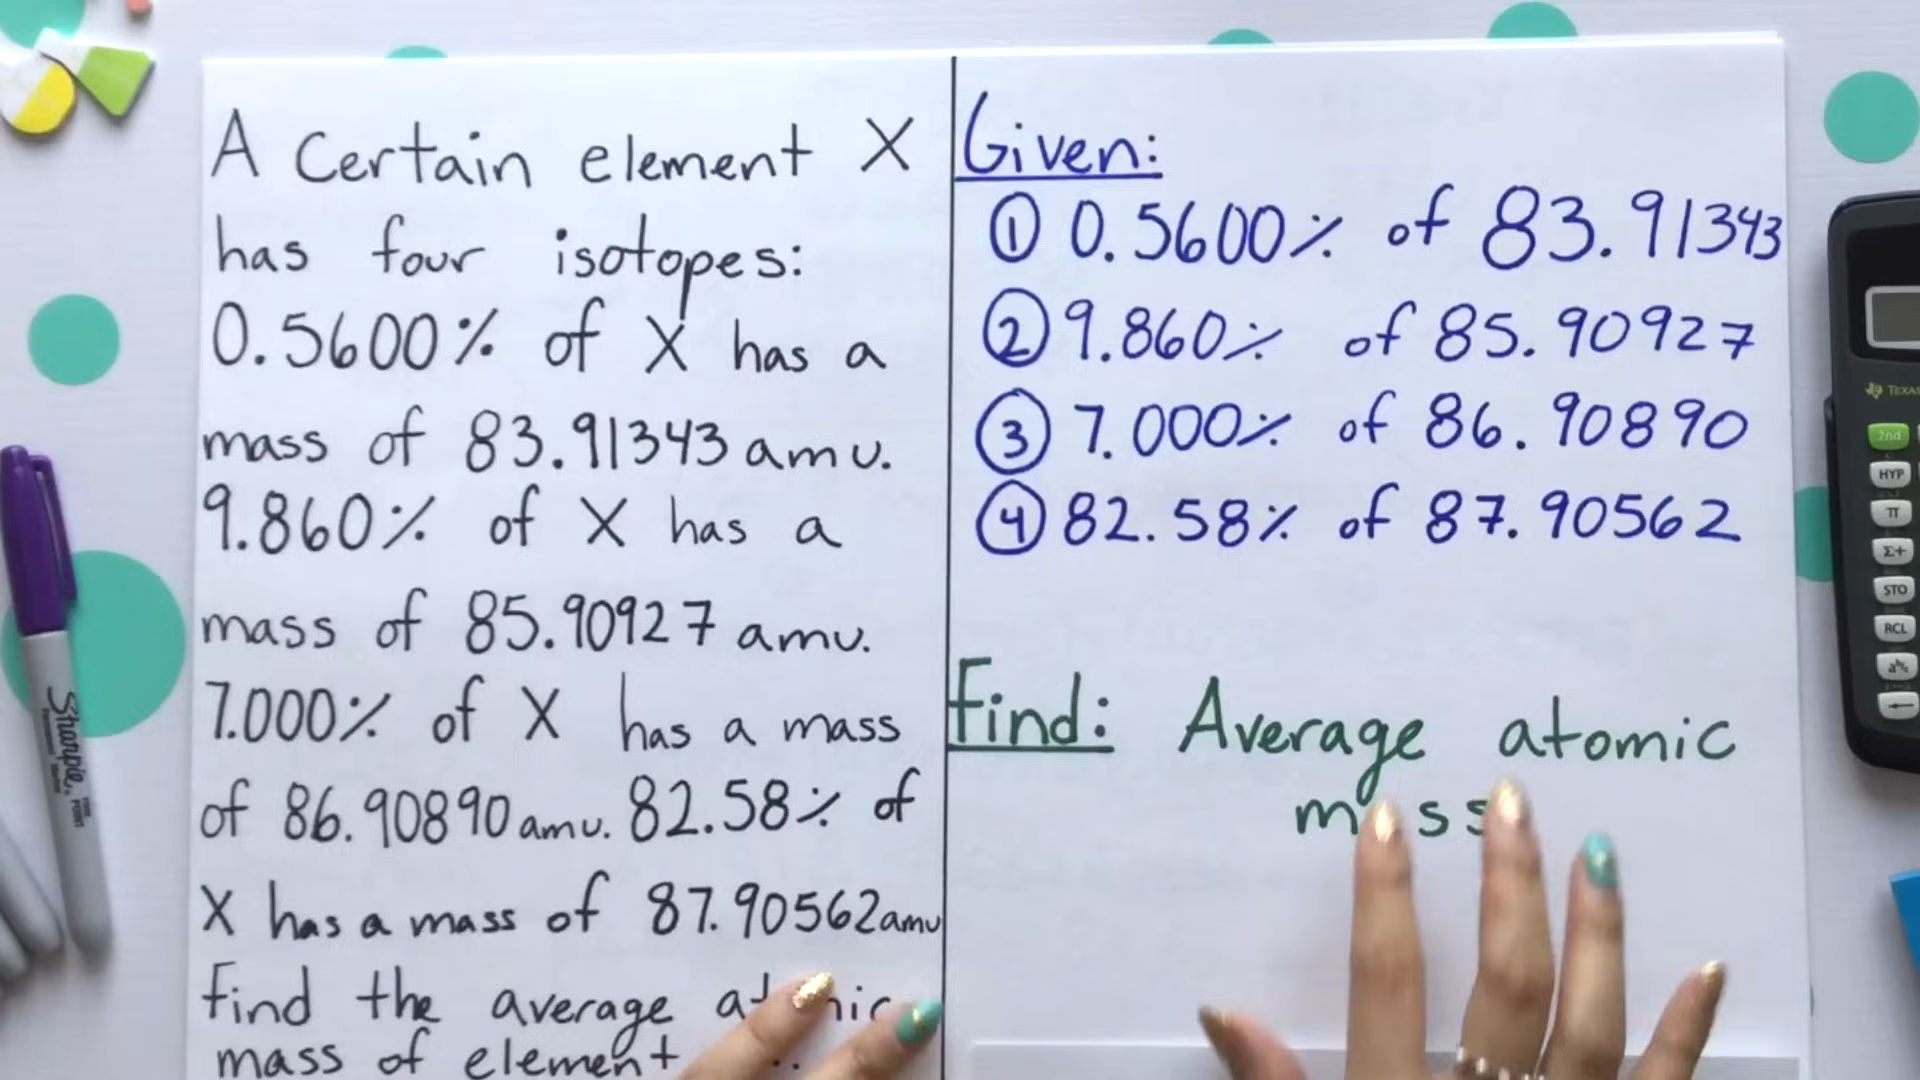 A Certain element X
has four isotopes:
0.5600% of X has a
mass of 83.91343 amu.
9.860% of X has a
mass of 85.90927 amu.
7.000% of X has a mass
of 86.90890 amu. 82.58% of
X has a mass of 87.90562 amu
find the average
mass of element
Given:
① 0.5600% of 83.91343
② 9.860% of 85.90927
③ 7.000% of 86.90890
④ 82.58% of 87.90562
Find: Average atomic
Sharpie
TEXAS
2nd
HYP
π
Σ+
STO
RCL